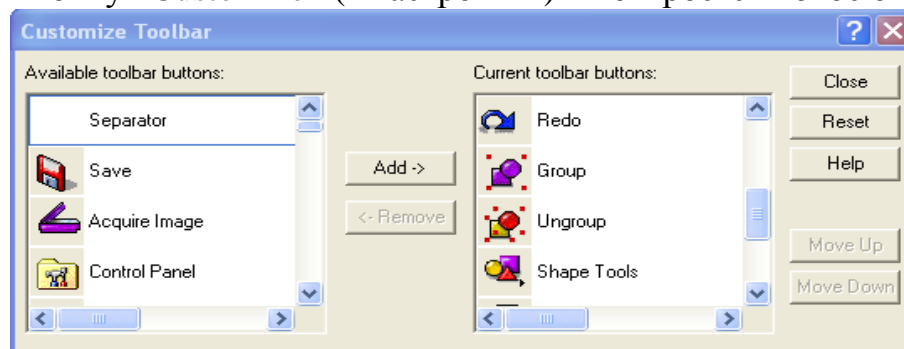 Customize Toolbar
Available toolbar buttons:
Current toolbar buttons:
Close
Separator
Redo
Reset
Save
Add ->
Group
Help
Acquire Image
<- Remove
Ungroup
Move Up
Control Panel
Shape Tools
Move Down